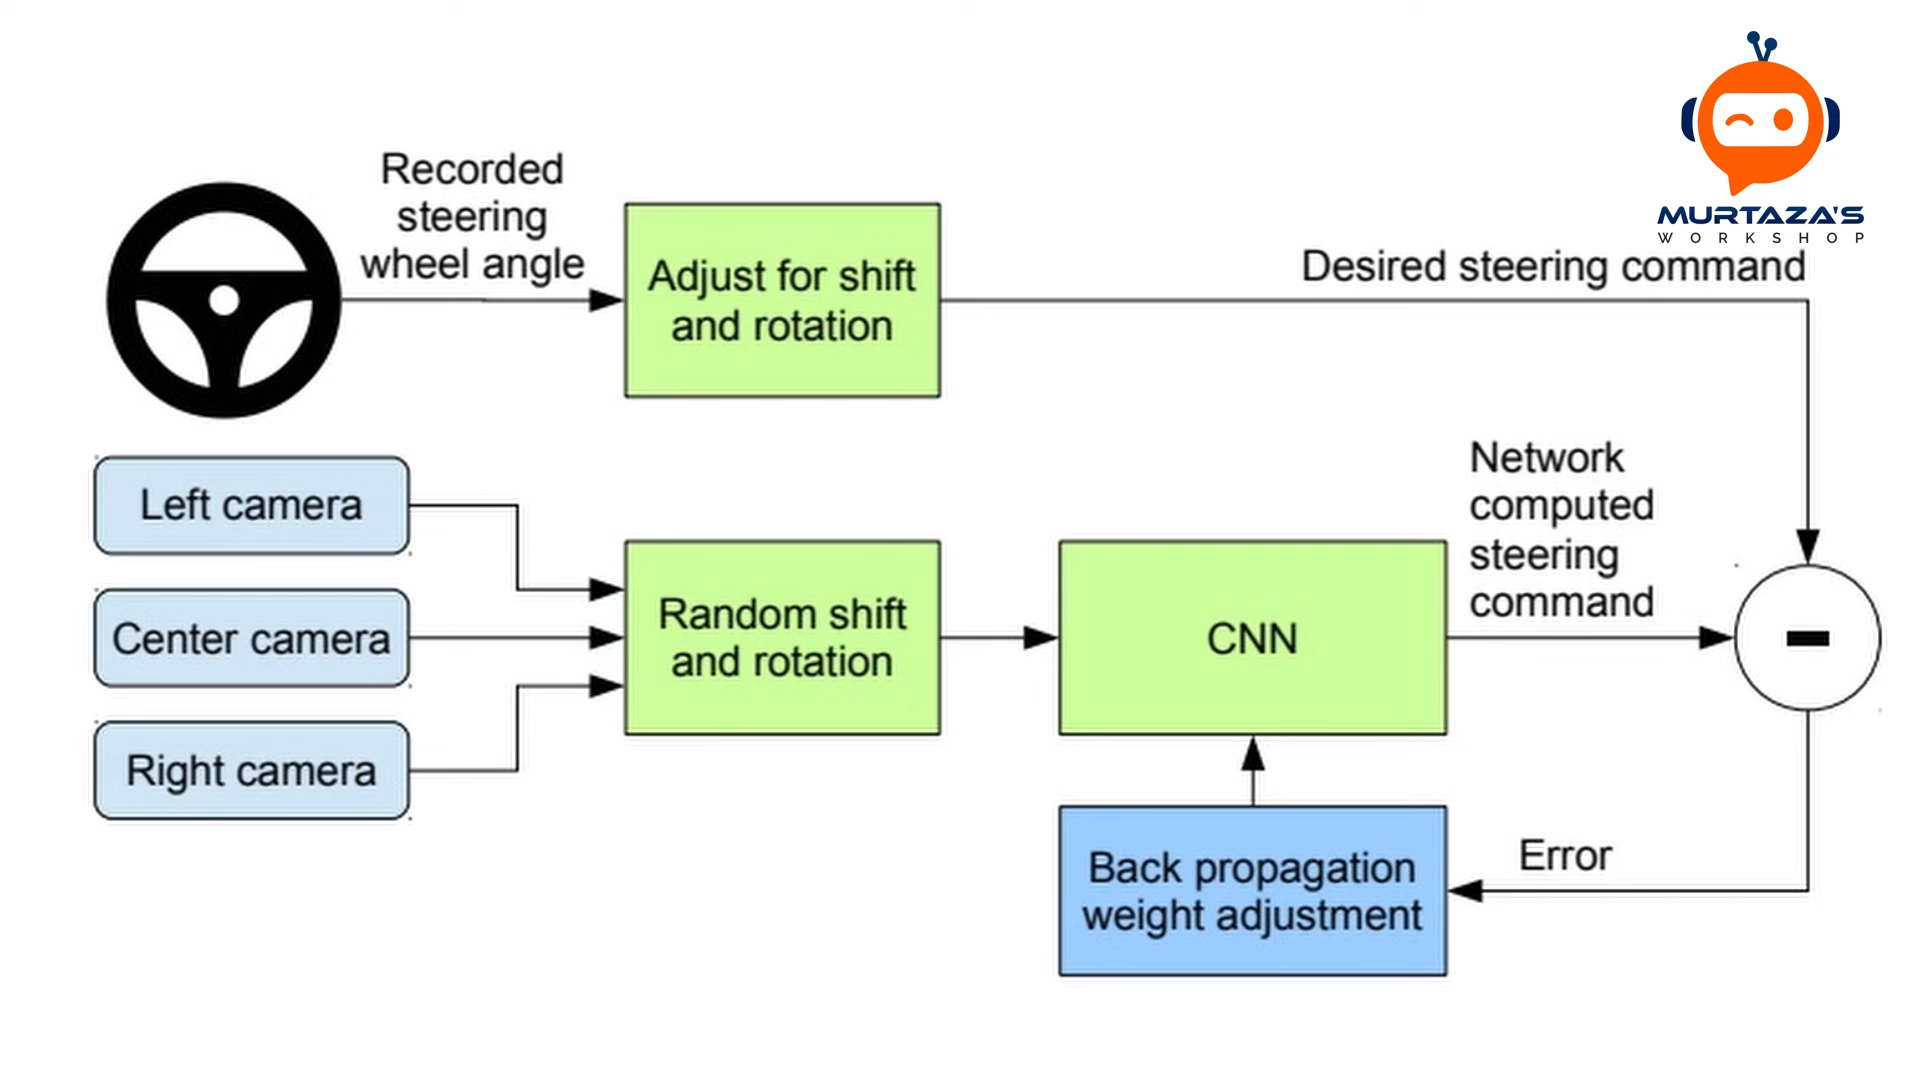 MURTAZA'S
WORKSHOP
Recorded
steering
wheel angle
Adjust for shift
and rotation
Desired steering command
Left camera
Center camera
Right camera
Random shift
and rotation
CNN
Network
computed
steering
command
-
Back propagation
weight adjustment
Error